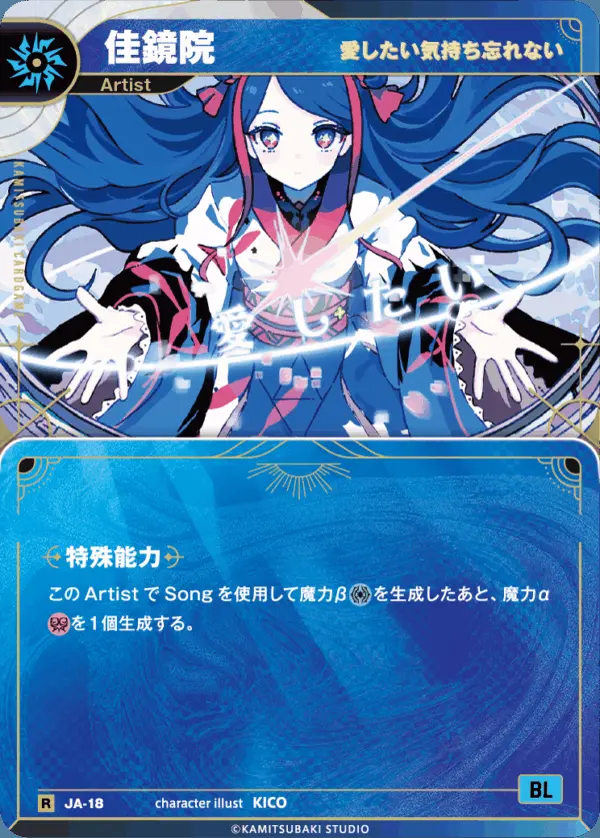 佳鏡院
愛したい気持ち忘れない
Artist
KAMITSUBAKI CARDGAME
愛したい
特殊能力
このArtistでSongを使用して魔力βを生成したあと、魔力α
を1個生成する。
BL
R JA-18 character illust KICO
©KAMITSUBAKI STUDIO